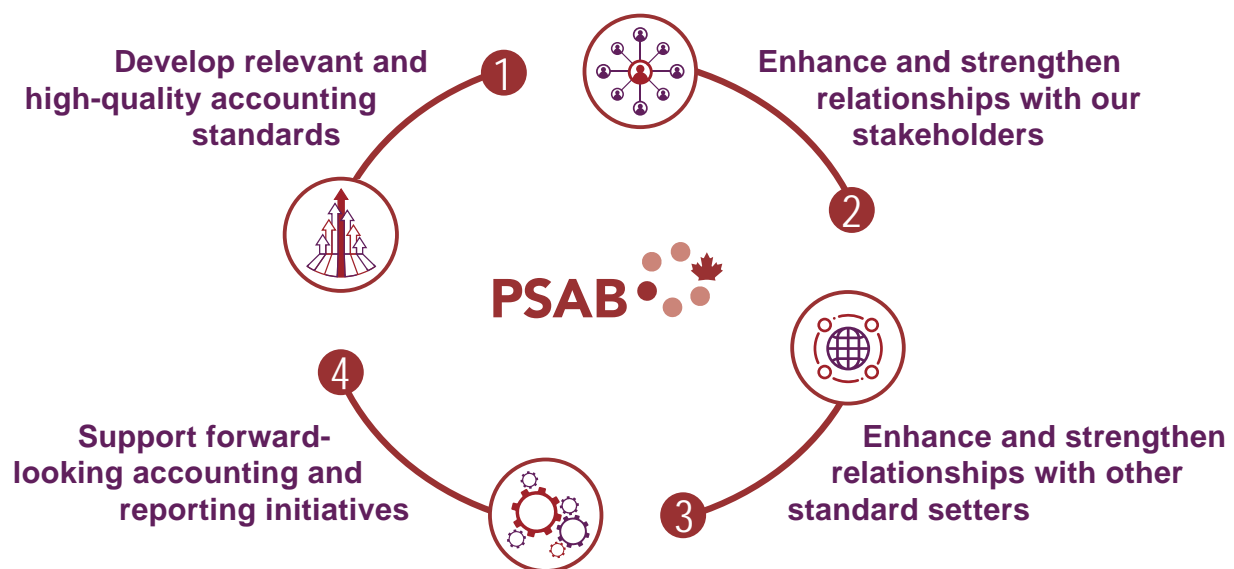 1
Develop relevant and
high-quality accounting
standards
Enhance and strengthen
relationships with our
stakeholders
2
PSAB
3
Enhance and strengthen
relationships with other
standard setters
4
Support forward-
looking accounting and
reporting initiatives